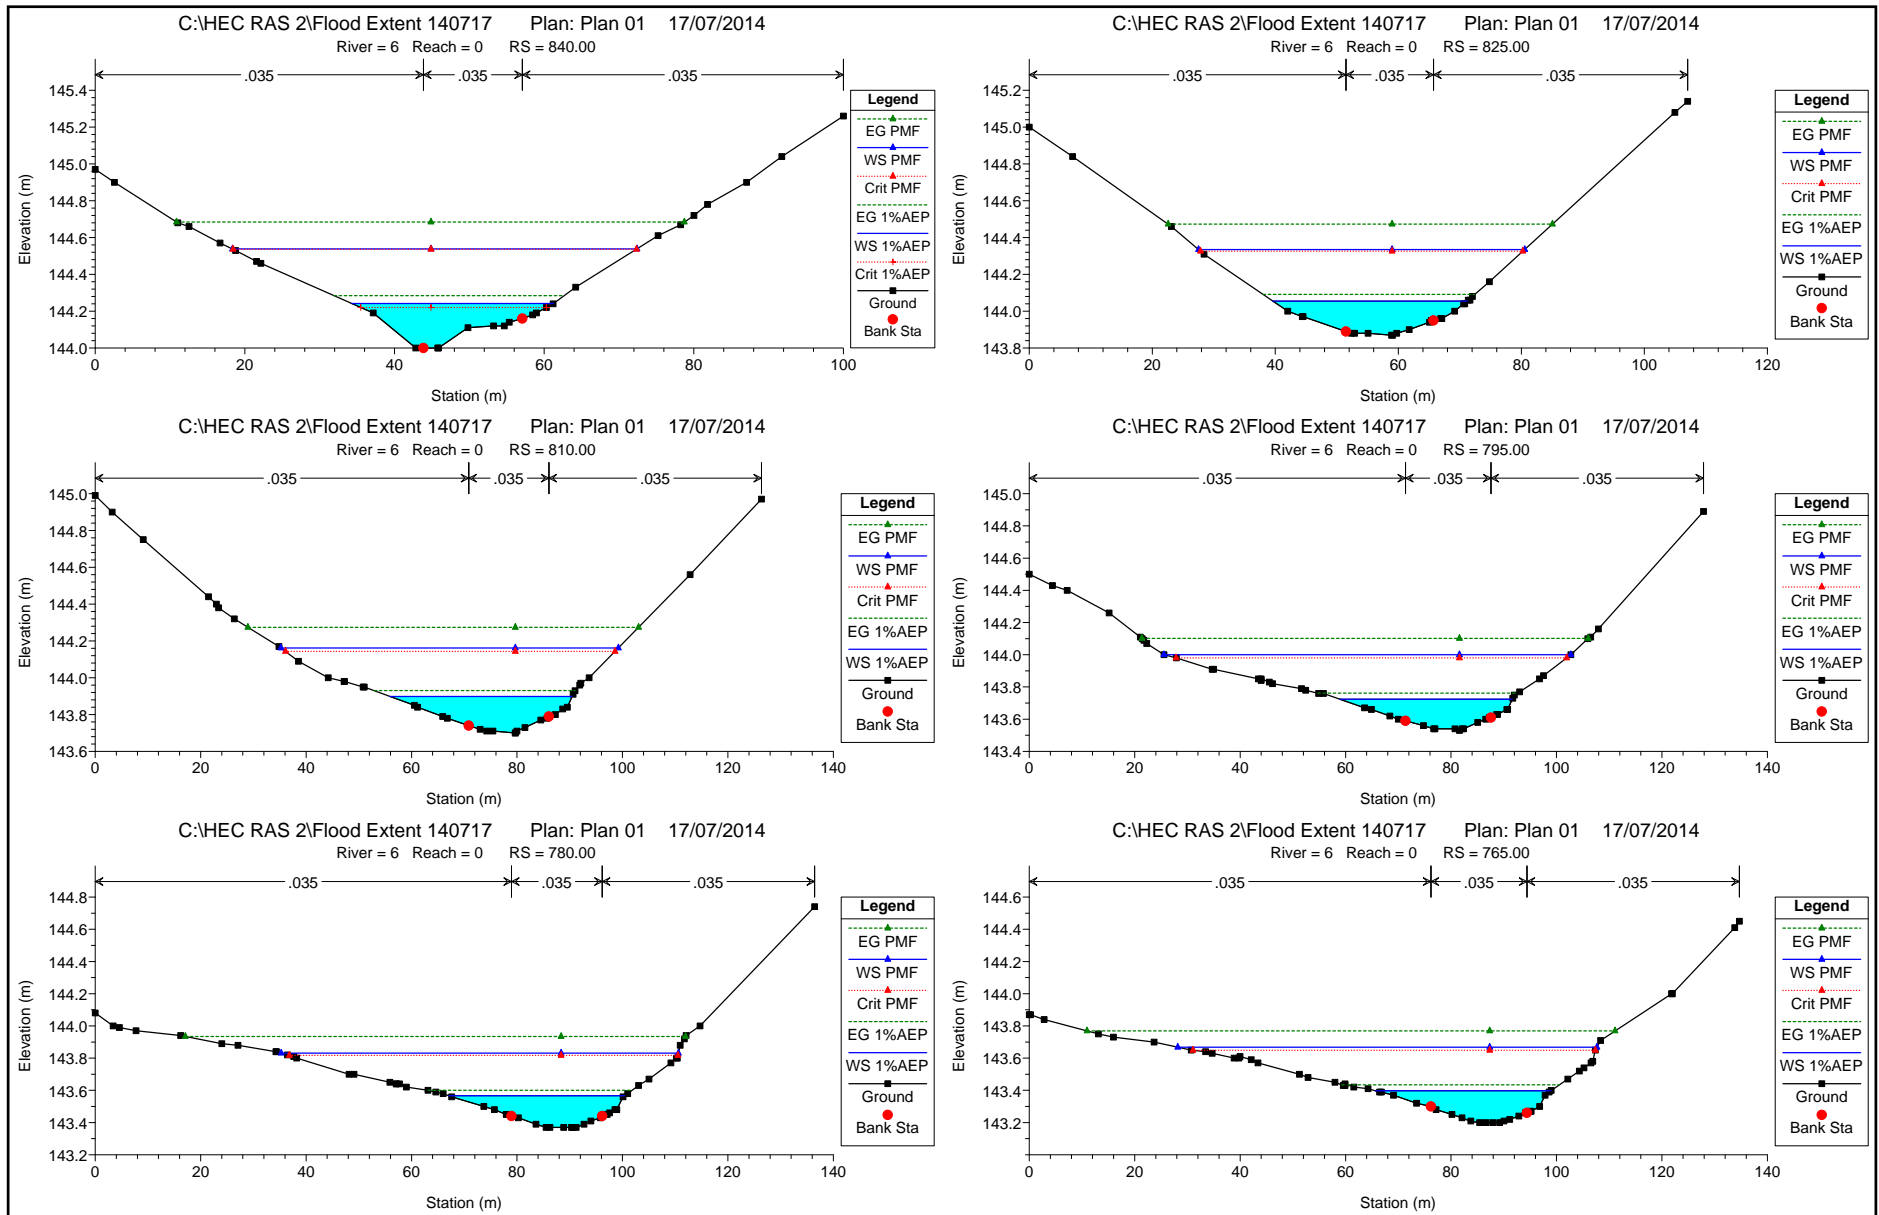 C:\HEC RAS 2\Flood Extent 140717 Plan: Plan 01 17/07/2014
River = 6 Reach = 0 RS = 840.00
.035 .035 .035
145.4
145.2
145.0
144.8
144.6
144.4
144.2
144.0
Elevation (m)
0 20 40 60 80 100
Station (m)
Legend
EG PMF
WS PMF
Crit PMF
EG 1%AEP
WS 1%AEP
Crit 1%AEP
Ground
Bank Sta
C:\HEC RAS 2\Flood Extent 140717 Plan: Plan 01 17/07/2014
River = 6 Reach = 0 RS = 825.00
.035 .035 .035
145.2
145.0
144.8
144.6
144.4
144.2
144.0
143.8
Elevation (m)
0 20 40 60 80 100 120
Station (m)
Legend
EG PMF
WS PMF
Crit PMF
EG 1%AEP
WS 1%AEP
Ground
Bank Sta
C:\HEC RAS 2\Flood Extent 140717 Plan: Plan 01 17/07/2014
River = 6 Reach = 0 RS = 810.00
.035 .035 .035
145.0
144.8
144.6
144.4
144.2
144.0
143.8
143.6
Elevation (m)
0 20 40 60 80 100 120 140
Station (m)
Legend
EG PMF
WS PMF
Crit PMF
EG 1%AEP
WS 1%AEP
Ground
Bank Sta
C:\HEC RAS 2\Flood Extent 140717 Plan: Plan 01 17/07/2014
River = 6 Reach = 0 RS = 795.00
.035 .035 .035
145.0
144.8
144.6
144.4
144.2
144.0
143.8
143.6
143.4
Elevation (m)
0 20 40 60 80 100 120 140
Station (m)
Legend
EG PMF
WS PMF
Crit PMF
EG 1%AEP
WS 1%AEP
Ground
Bank Sta
C:\HEC RAS 2\Flood Extent 140717 Plan: Plan 01 17/07/2014
River = 6 Reach = 0 RS = 780.00
.035 .035 .035
144.8
144.6
144.4
144.2
144.0
143.8
143.6
143.4
143.2
Elevation (m)
0 20 40 60 80 100 120 140
Station (m)
Legend
EG PMF
WS PMF
Crit PMF
EG 1%AEP
WS 1%AEP
Ground
Bank Sta
C:\HEC RAS 2\Flood Extent 140717 Plan: Plan 01 17/07/2014
River = 6 Reach = 0 RS = 765.00
.035 .035 .035
144.6
144.4
144.2
144.0
143.8
143.6
143.4
143.2
143.0
Elevation (m)
0 20 40 60 80 100 120 140
Station (m)
Legend
EG PMF
WS PMF
Crit PMF
EG 1%AEP
WS 1%AEP
Ground
Bank Sta